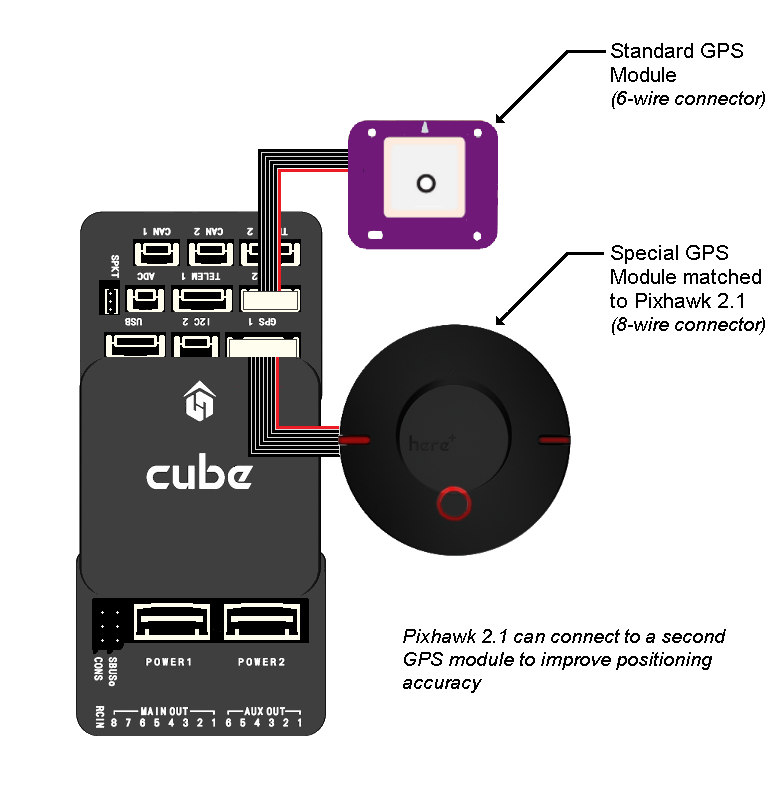 Standard GPS
Module
(6-wire connector)
Special GPS
Module matched
to Pixhawk 2.1
(8-wire connector)
CAN 1
CAN 2
2
SPKT
ADC
TELEM 1
2
USB
I2C 2
GPS 1
cube
here+
POWER1
POWER2
SBUSo
CONS
RCIN
MAIN OUT
AUX OUT
8 7 6 5 4 3 2 1
6 5 4 3 2 1
Pixhawk 2.1 can connect to a second
GPS module to improve positioning
accuracy